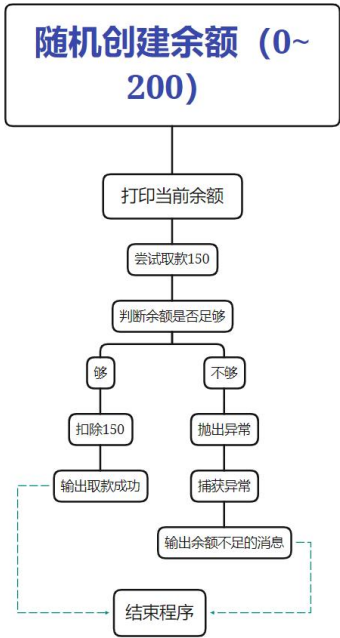 随机创建余额（0~
200）
打印当前余额
尝试取款150
判断余额是否足够
够
不够
扣除150
抛出异常
输出取款成功
捕获异常
输出余额不足的消息
结束程序